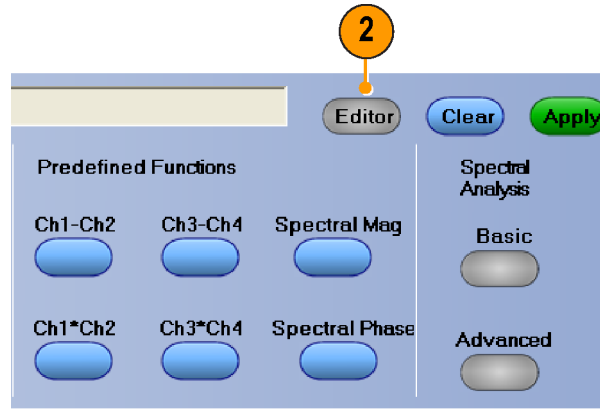 2
Editor Clear Apply
Predefined Functions
Spectral
Analysis
Ch1-Ch2 Ch3-Ch4 Spectral Mag
Basic
Ch1*Ch2 Ch3*Ch4 Spectral Phase
Advanced